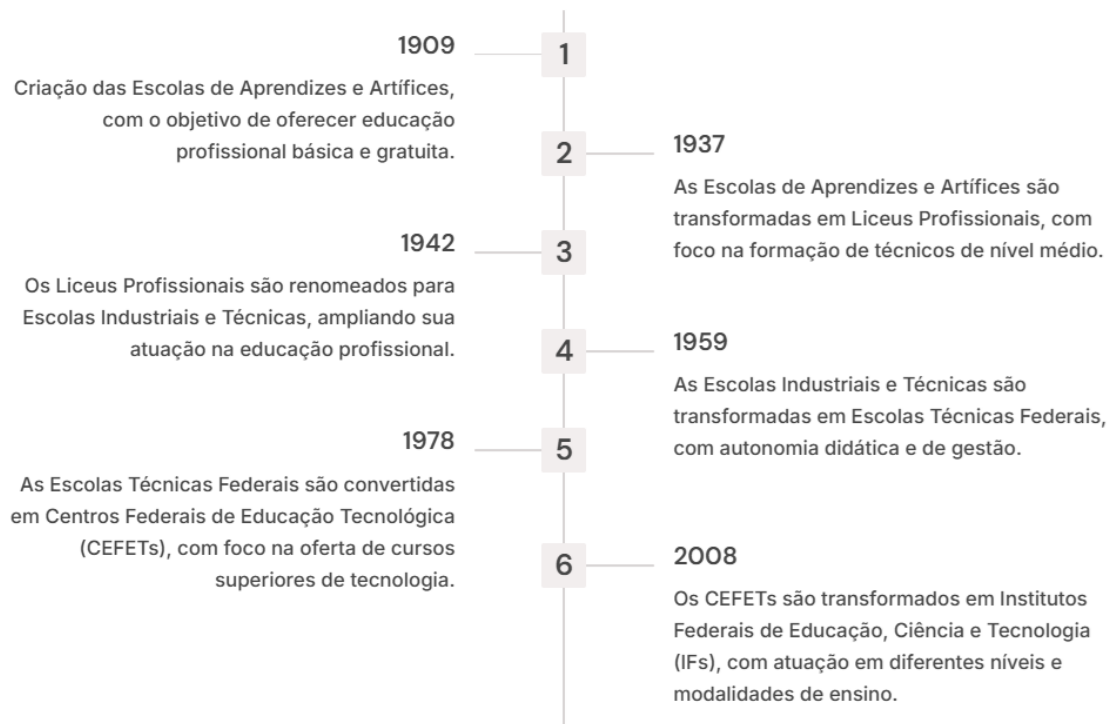 1909
1
Criação das Escolas de Aprendizes e Artífices,
com o objetivo de oferecer educação
profissional básica e gratuita.
2
1937
As Escolas de Aprendizes e Artífices são
transformadas em Liceus Profissionais, com
foco na formação de técnicos de nível médio.
1942
3
Os Liceus Profissionais são renomeados para
Escolas Industriais e Técnicas, ampliando sua
atuação na educação profissional.
4
1959
As Escolas Industriais e Técnicas são
transformadas em Escolas Técnicas Federais,
com autonomia didática e de gestão.
1978
5
As Escolas Técnicas Federais são convertidas
em Centros Federais de Educação Tecnológica
(CEFETs), com foco na oferta de cursos
superiores de tecnologia.
6
2008
Os CEFETs são transformados em Institutos
Federais de Educação, Ciência e Tecnologia
(IFs), com atuação em diferentes níveis e
modalidades de ensino.